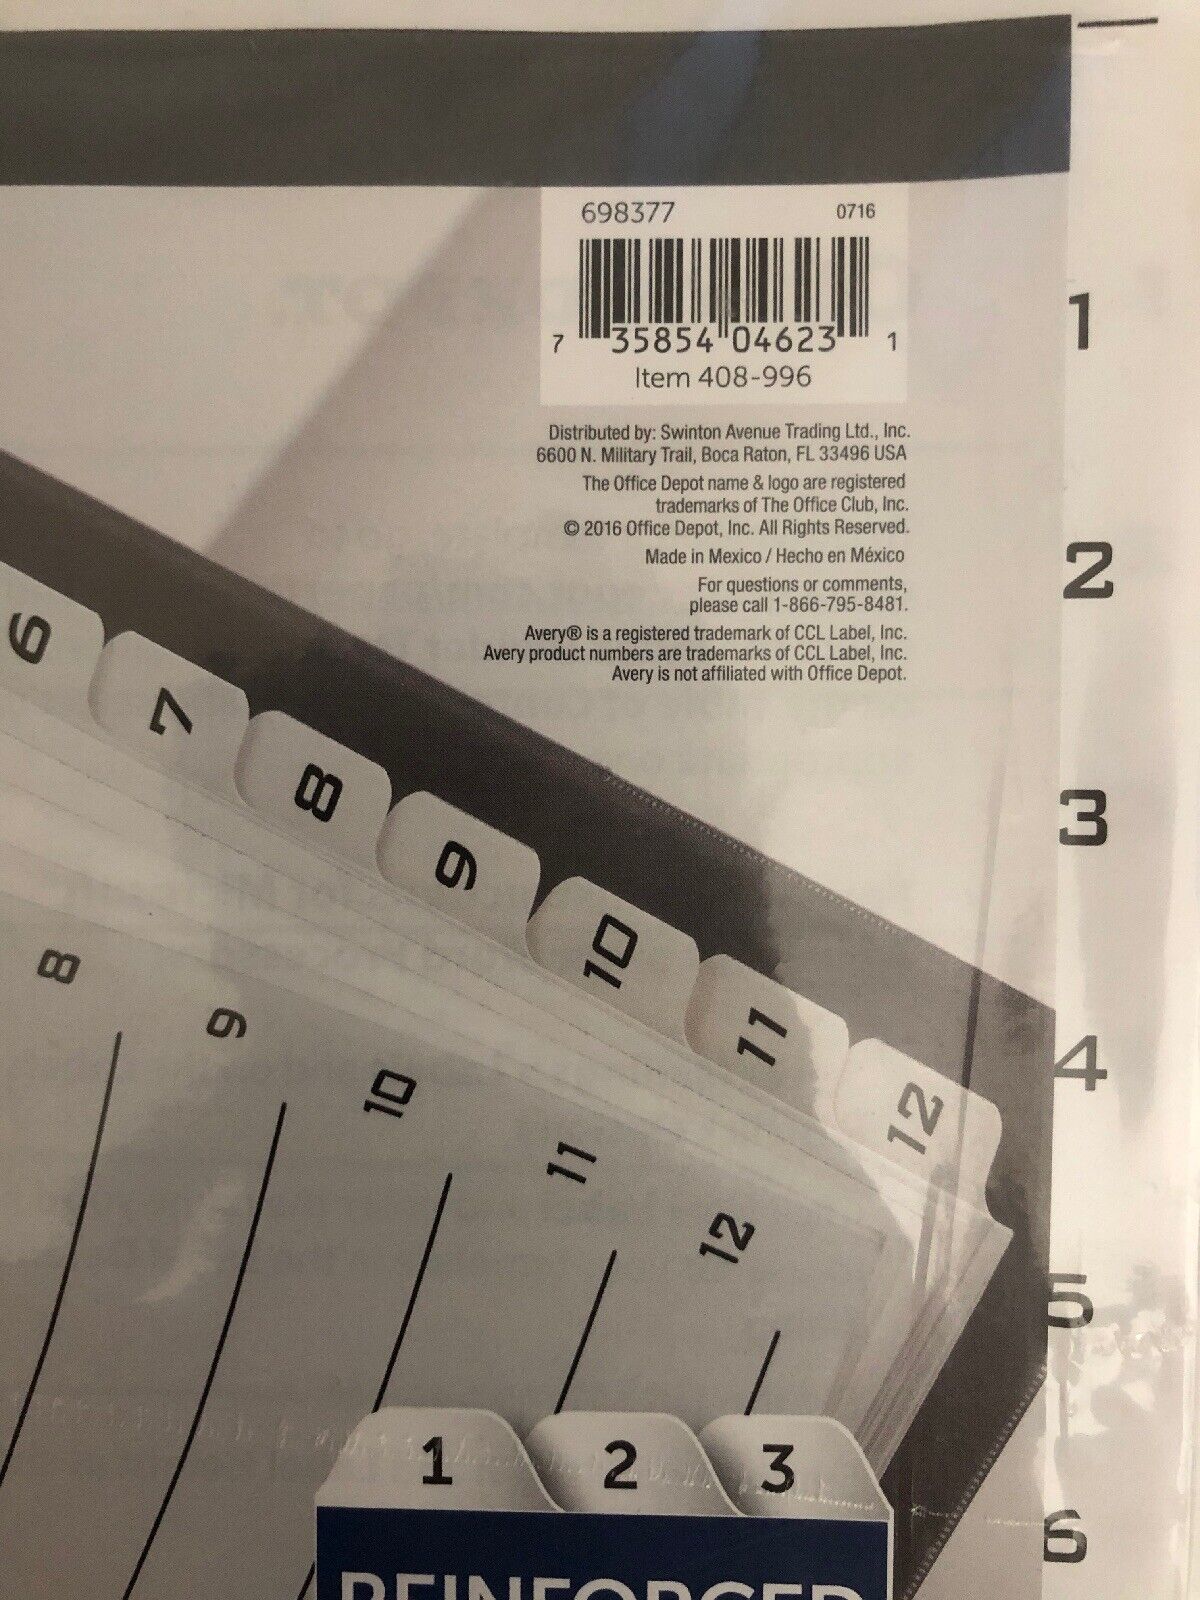 698377 0716
7 35854 04623 1
Item 408-996
Distributed by: Swinton Avenue Trading Ltd., Inc.
6600 N. Military Trail, Boca Raton, FL 33496 USA
The Office Depot name & logo are registered
trademarks of The Office Club, Inc.
© 2016 Office Depot, Inc. All Rights Reserved.
Made in Mexico / Hecho en México
For questions or comments,
please call 1-866-795-8481.
Avery® is a registered trademark of CCL Label, Inc.
Avery product numbers are trademarks of CCL Label, Inc.
Avery is not affiliated with Office Depot.
1
2
3
4
5
6
6
7
8
9
10
11
12
8
9
10
11
12
1 2 3
REINFORCED